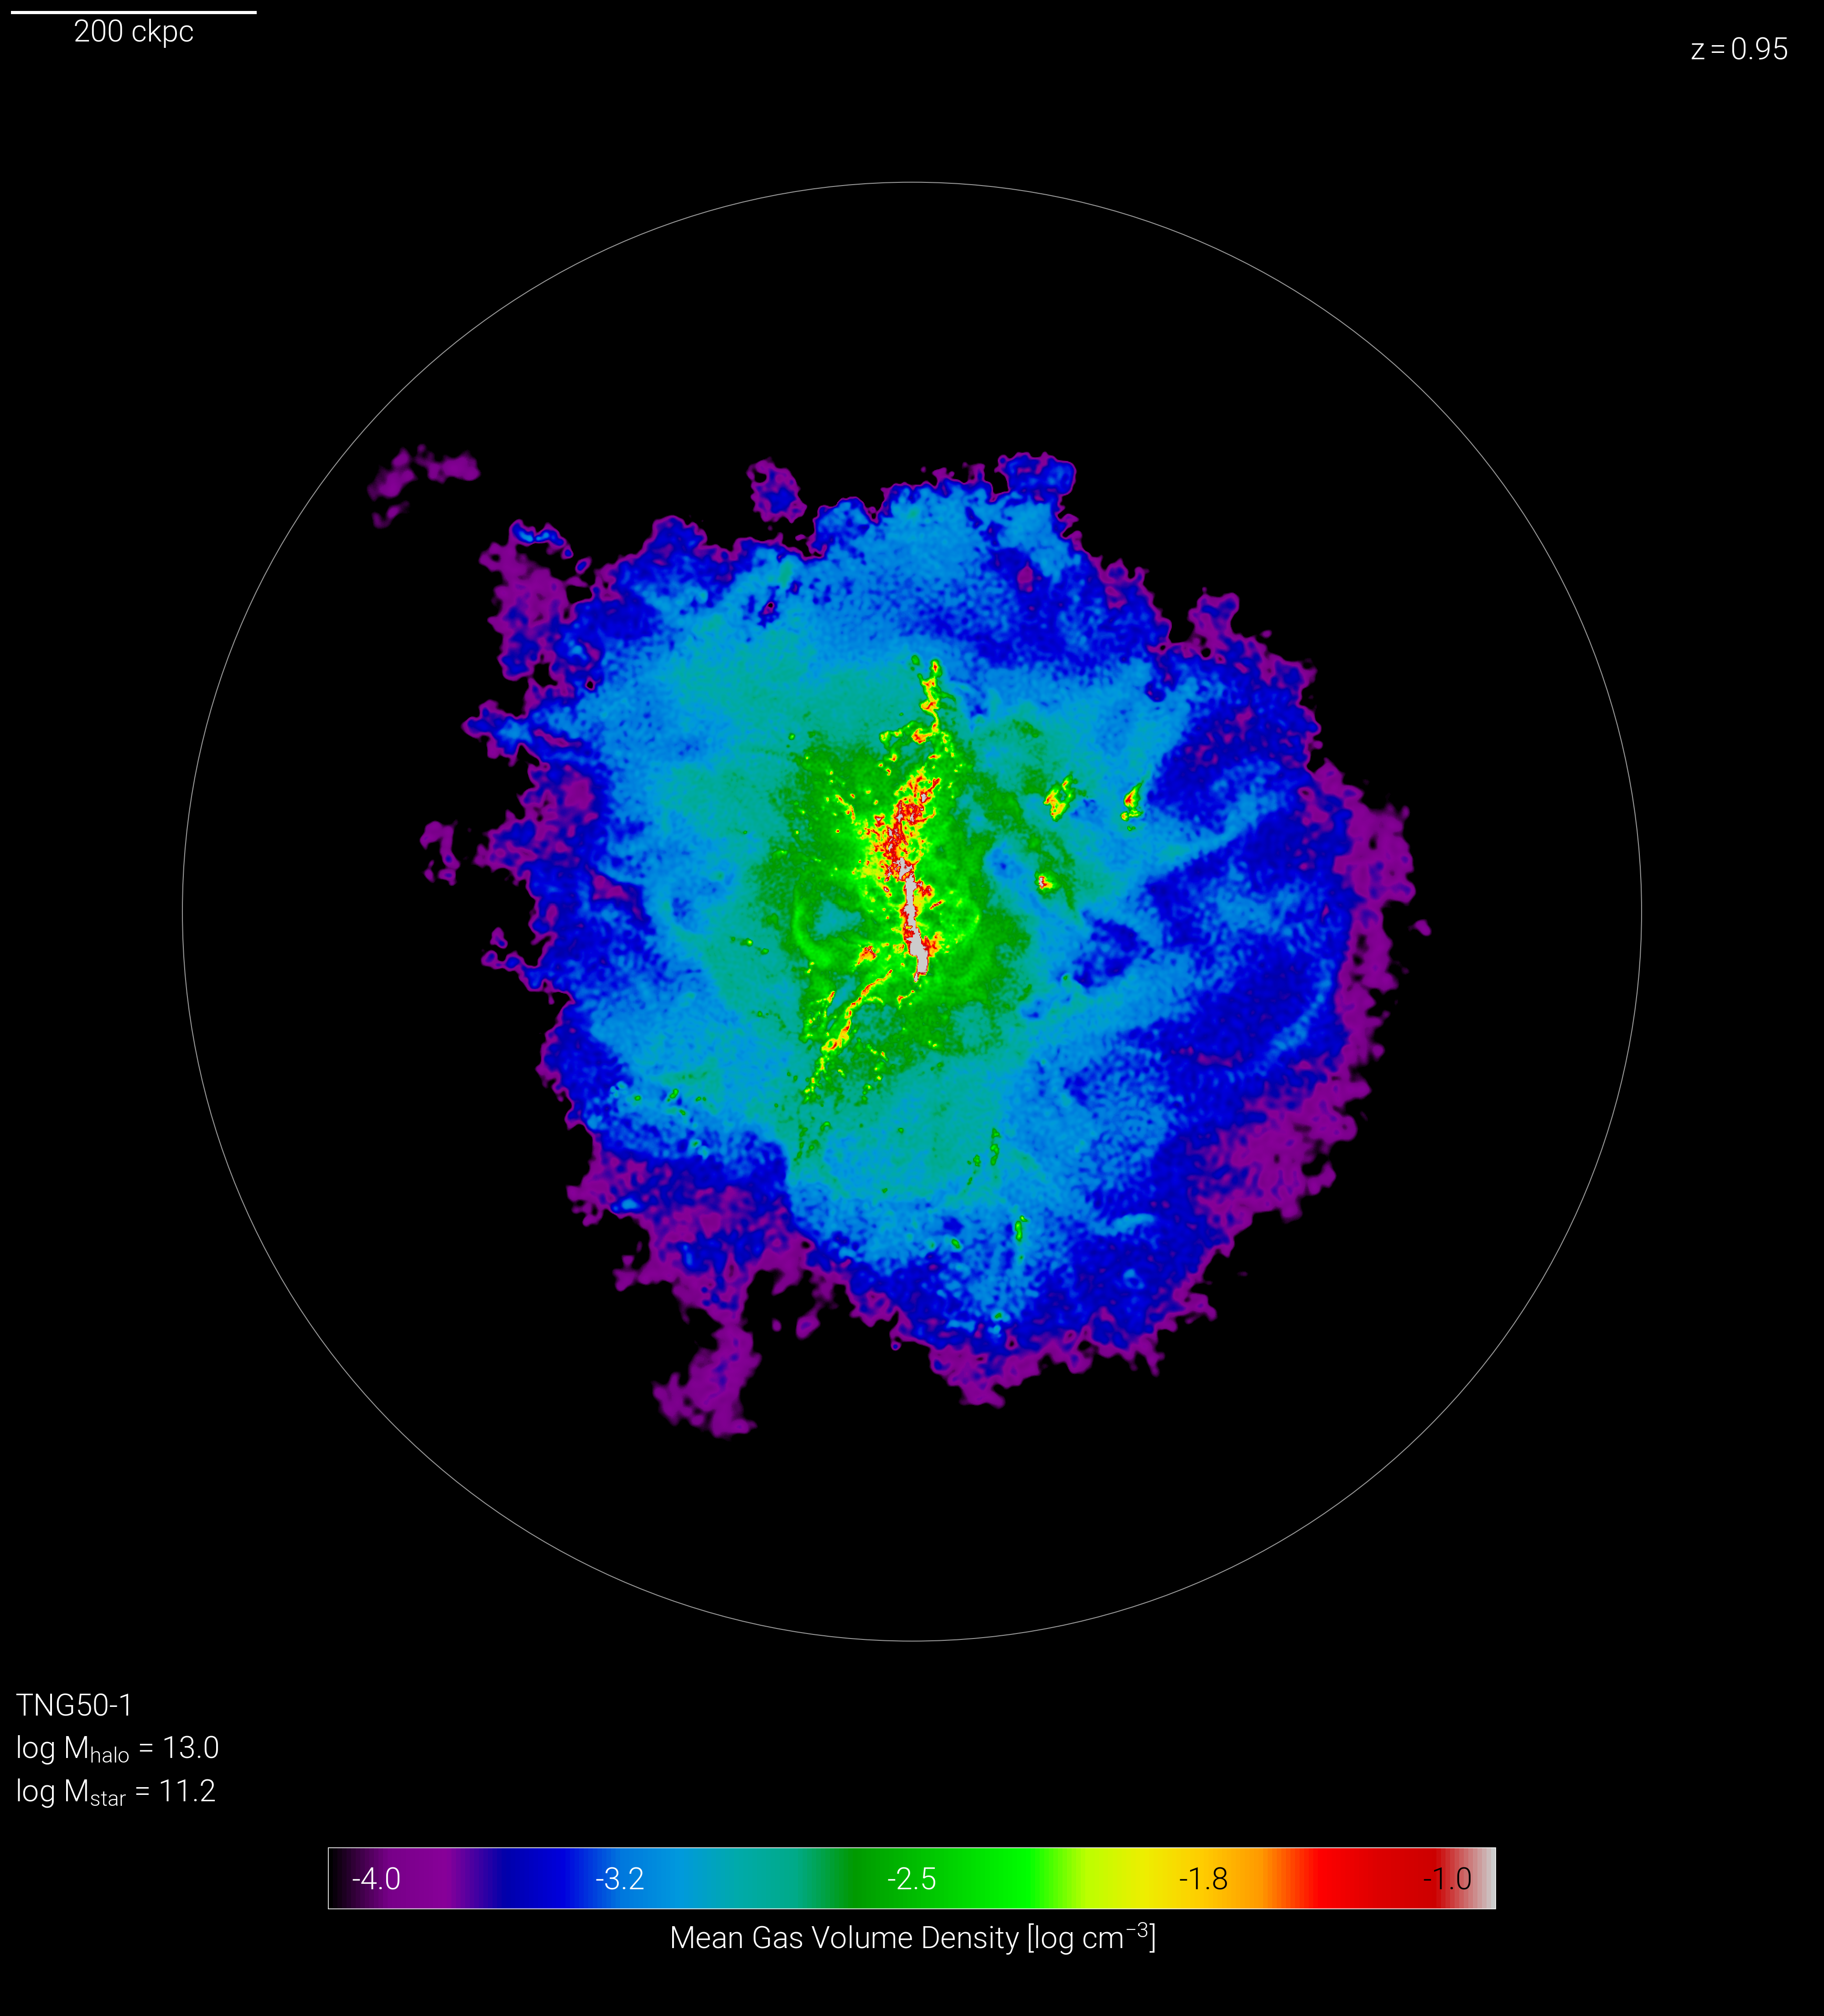 200 ckpc
z = 0.95
TNG50-1
log Mhalo = 13.0
log Mstar = 11.2
-4.0 -3.2 -2.5 -1.8 -1.0
Mean Gas Volume Density [log cm⁻³]